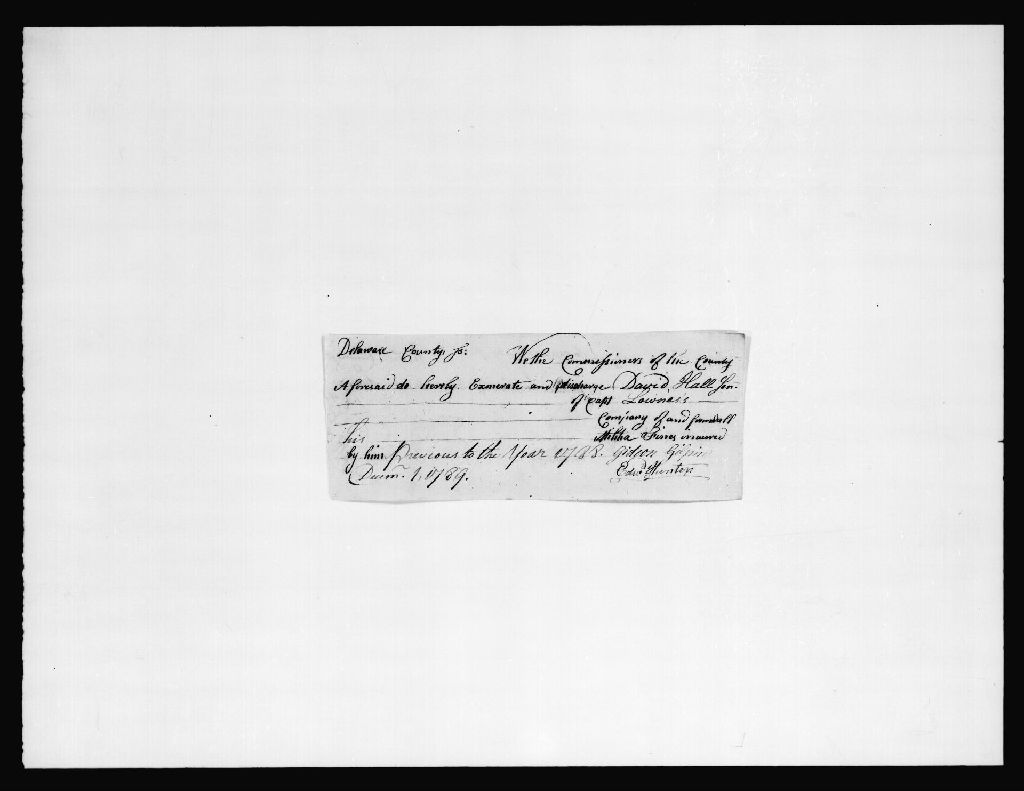 Delaware County, ss: We the Commissioners of the County
Aforesaid do hereby Exonerate and discharge David Hall Jun.
of Capt Lowness
Company of and from all
his Militia Fines incurred
by him previous to the Year 1788. Gideon Gilpin
Decem. 1, 1789. Edwd Hunter